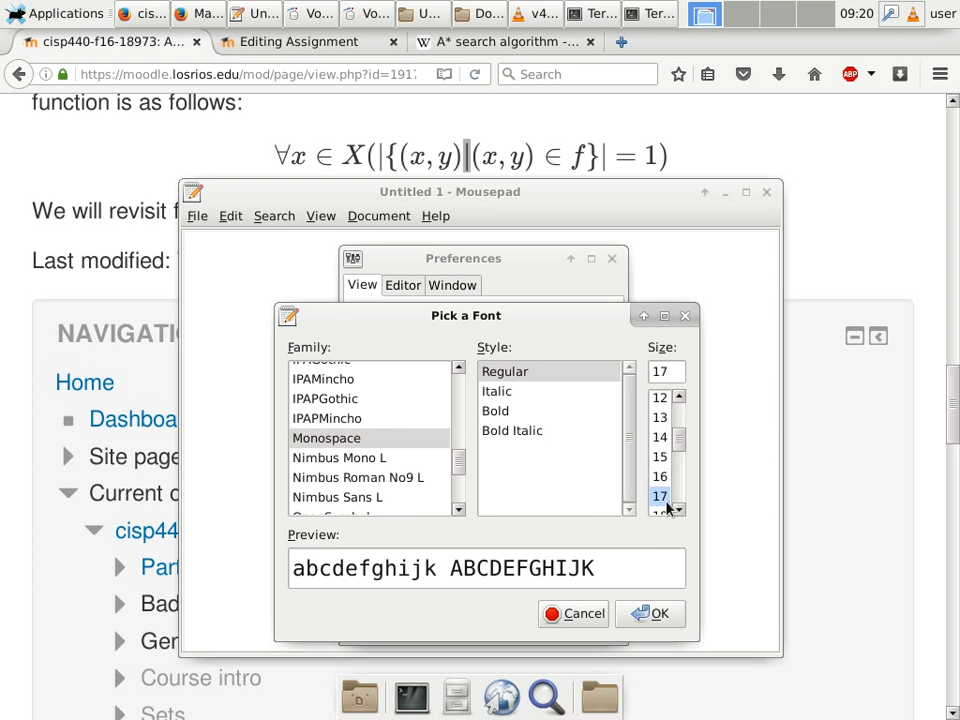 Applications cis... Ma... Un... Vo... Vo... U... Do... v4... Ter... Ter... 09:20 user
cisp440-f16-18973: A... Editing Assignment A* search algorithm -...
https://moodle.losrios.edu/mod/page/view.php?id=191 Search ABP
function is as follows:
∀x ∈ X(|{(x, y)|(x, y) ∈ f}| = 1)
Untitled 1 - Mousepad
File Edit Search View Document Help
We will revisit f
Last modified:
Preferences
View Editor Window
Pick a Font
Family: Style: Size:
IPAGothic
IPAMincho
IPAPGothic
IPAPMincho
Monospace
Nimbus Mono L
Nimbus Roman No9 L
Nimbus Sans L
Regular
Italic
Bold
Bold Italic
17
12
13
14
15
16
17
18
Preview:
abcdefghijk ABCDEFGHIJK
Cancel OK
NAVIGATI
Home
Dashboa
Site page
Current c
cisp440
Part
Bad
Ger
Course intro
Sets